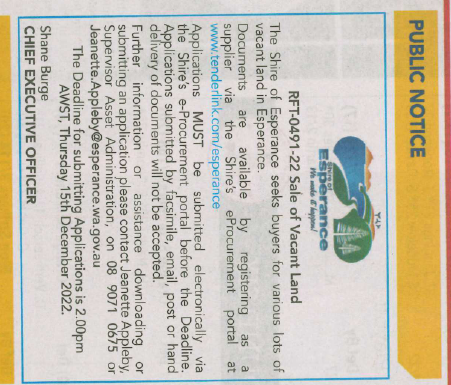 PUBLIC NOTICE
Shire of
Esperance
We make it happen!
RFT-0491-22 Sale of Vacant Land
The Shire of Esperance seeks buyers for various lots of
vacant land in Esperance.
Documents are available by registering as a
supplier via the Shire's eProcurement portal at
www.tenderlink.com/esperance
Applications MUST be submitted electronically via
the Shire's e-Procurement portal before the Deadline.
Applications submitted by facsimile, email, post or hand
delivery of documents will not be accepted.
Further information or assistance downloading or
submitting an application please contact Jeanette Appleby,
Supervisor Asset Administration, on 08 9071 0675 or
Jeanette.Appleby@esperance.wa.gov.au
The Deadline for submitting Applications is 2.00pm
AWST, Thursday 15th December 2022.
Shane Burge
CHIEF EXECUTIVE OFFICER